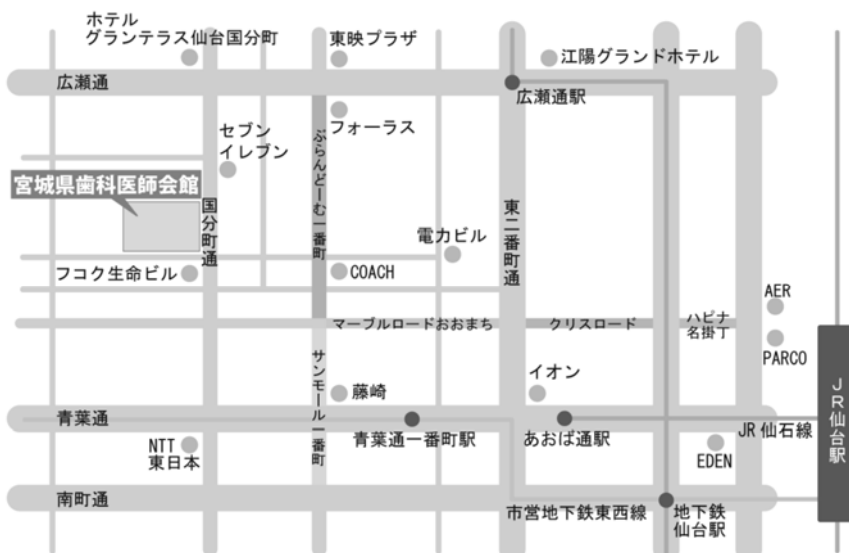 ホテル
グランテラス仙台国分町
東映プラザ
江陽グランドホテル
広瀬通
広瀬通駅
フォーラス
セブン
イレブン
ぶらんどーむ一番町
宮城県歯科医師会館
国分町通
東二番町通
電力ビル
フコク生命ビル
COACH
AER
マーブルロードおおまち
クリスロード
ハピナ
名掛丁
PARCO
サンモール一番町
藤崎
イオン
JR仙台駅
青葉通
青葉通一番町駅
あおば通駅
JR 仙石線
NTT
東日本
EDEN
南町通
市営地下鉄東西線
地下鉄
仙台駅